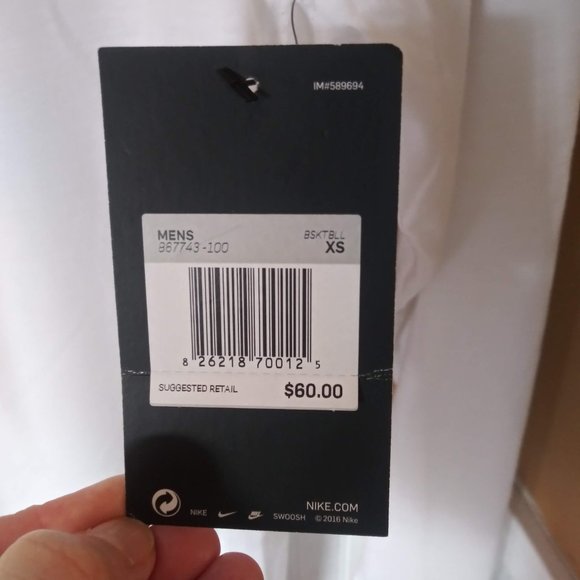 IM#589694
MENS BSKTBLL
867743-100 XS
8 26218 70012 5
SUGGESTED RETAIL $60.00
NIKE.COM
NIKE SWOOSH © 2016 Nike